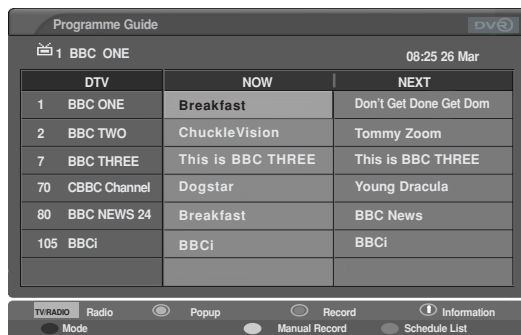 Programme Guide DVR
1 BBC ONE 08:25 26 Mar
DTV NOW NEXT
1 BBC ONE Breakfast Don't Get Done Get Dom
2 BBC TWO ChuckleVision Tommy Zoom
7 BBC THREE This is BBC THREE This is BBC THREE
70 CBBC Channel Dogstar Young Dracula
80 BBC NEWS 24 Breakfast BBC News
105 BBCi BBCi BBCi
TV/RADIO Radio Popup Record Information
Mode Manual Record Schedule List